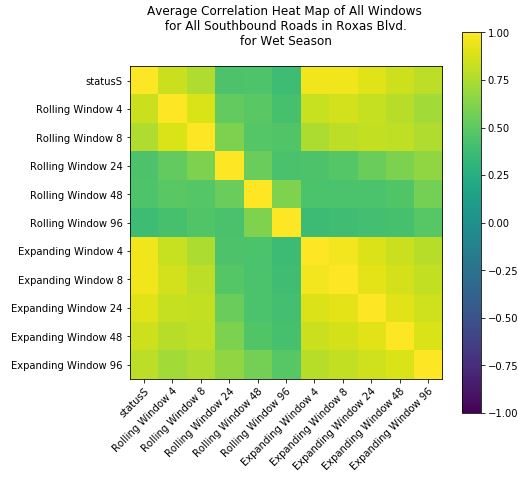 Average Correlation Heat Map of All Windows
for All Southbound Roads in Roxas Blvd.
for Wet Season
statusS
Rolling Window 4
Rolling Window 8
Rolling Window 24
Rolling Window 48
Rolling Window 96
Expanding Window 4
Expanding Window 8
Expanding Window 24
Expanding Window 48
Expanding Window 96
statusS
Rolling Window 4
Rolling Window 8
Rolling Window 24
Rolling Window 48
Rolling Window 96
Expanding Window 4
Expanding Window 8
Expanding Window 24
Expanding Window 48
Expanding Window 96
1.00
0.75
0.50
0.25
0.00
−0.25
−0.50
−0.75
−1.00